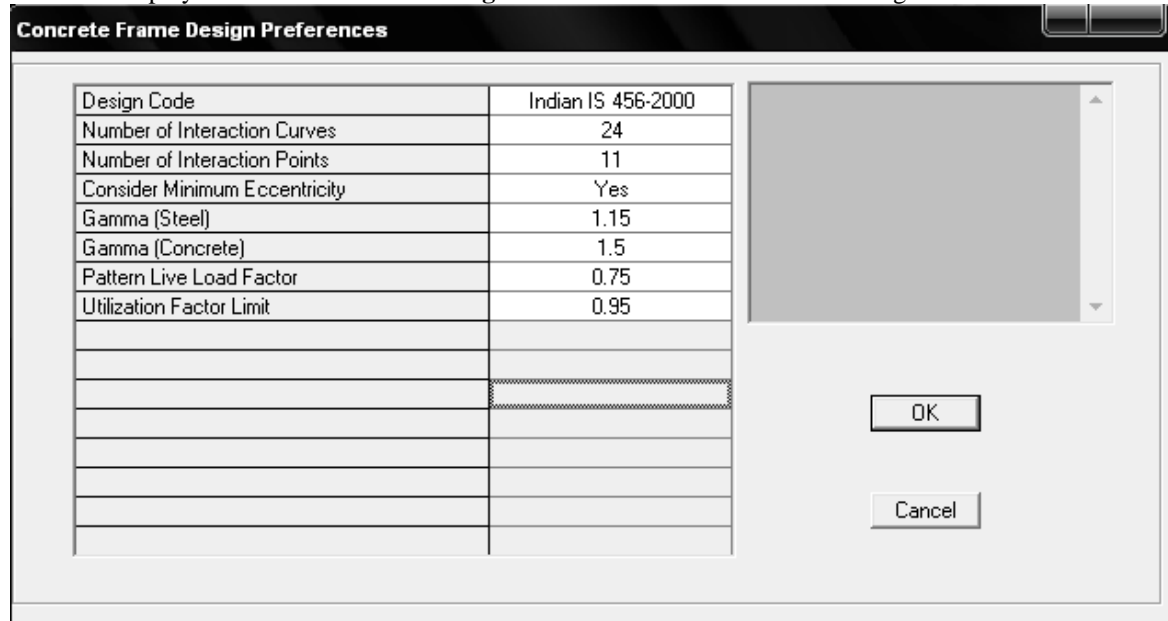 Concrete Frame Design Preferences
Design Code Indian IS 456-2000
Number of Interaction Curves 24
Number of Interaction Points 11
Consider Minimum Eccentricity Yes
Gamma (Steel) 1.15
Gamma (Concrete) 1.5
Pattern Live Load Factor 0.75
Utilization Factor Limit 0.95
OK
Cancel